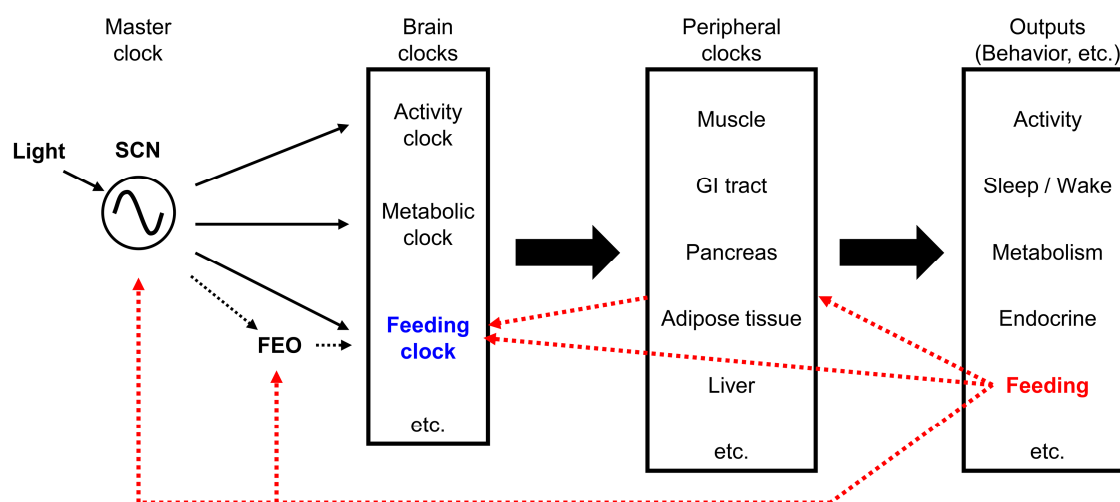 Master
clock
Brain
clocks
Peripheral
clocks
Outputs
(Behavior, etc.)
Light
SCN
FEO
Activity
clock
Metabolic
clock
Feeding
clock
etc.
Muscle
GI tract
Pancreas
Adipose tissue
Liver
etc.
Activity
Sleep / Wake
Metabolism
Endocrine
Feeding
etc.